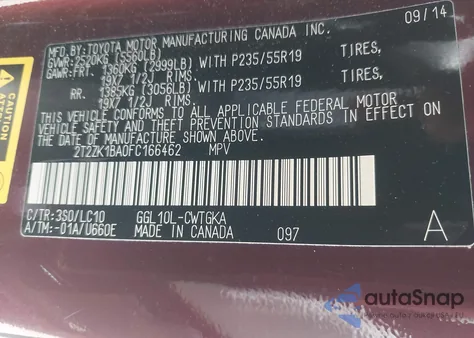 MFD. BY: TOYOTA MOTOR MANUFACTURING CANADA INC. 09/14
GVWR: 2520KG (5560LB)
GAWR: FRT. 1360KG (2999LB) WITH P235/55R19 TIRES,
19X7 1/2J RIMS.
RR. 1385KG (3056LB) WITH P235/55R19 TIRES,
19X7 1/2J RIMS.
THIS VEHICLE CONFORMS TO ALL APPLICABLE FEDERAL MOTOR
VEHICLE SAFETY AND THEFT PREVENTION STANDARDS IN EFFECT ON
THE DATE OF MANUFACTURE SHOWN ABOVE.
2T2ZK1BA0FC166462 MPV
C/TR: 3S0/LC10 GGL10L-CWTGKA A
A/TM: -01A/U660E MADE IN CANADA 097
CAUTION
autoSnap